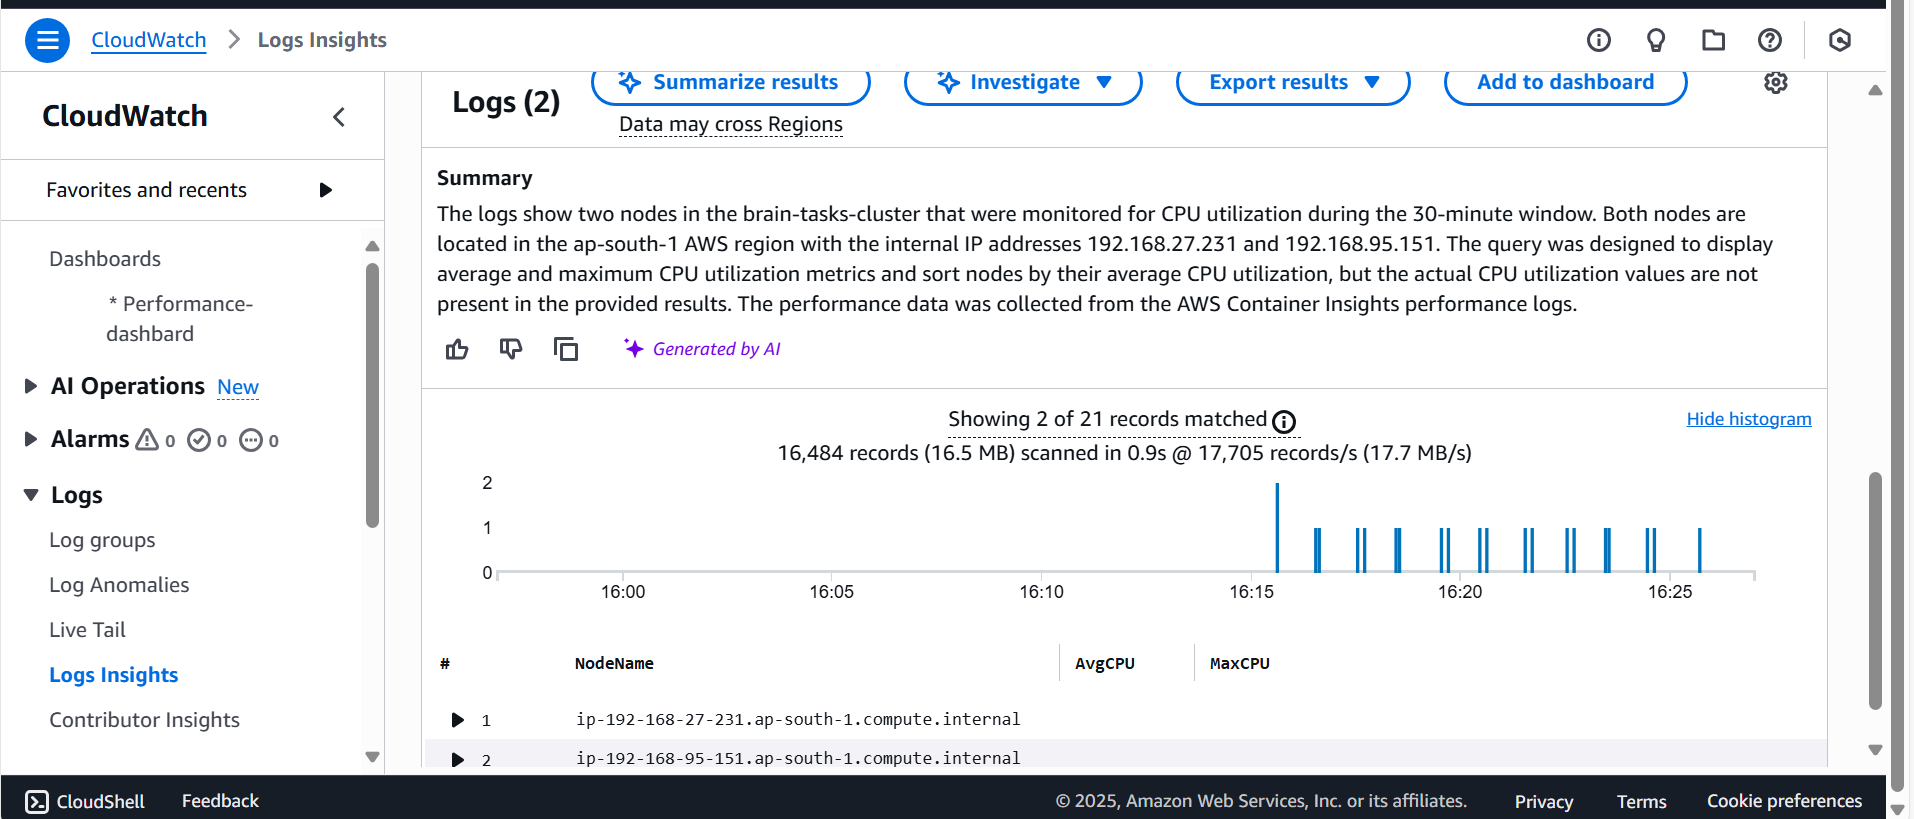 CloudWatch > Logs Insights
CloudWatch
Favorites and recents
Dashboards
* Performance-
dashbard
AI Operations New
Alarms 0 0 0
Logs
Log groups
Log Anomalies
Live Tail
Logs Insights
Contributor Insights
Logs (2)
Summarize results
Investigate
Export results
Add to dashboard
Data may cross Regions
Summary
The logs show two nodes in the brain-tasks-cluster that were monitored for CPU utilization during the 30-minute window. Both nodes are
located in the ap-south-1 AWS region with the internal IP addresses 192.168.27.231 and 192.168.95.151. The query was designed to display
average and maximum CPU utilization metrics and sort nodes by their average CPU utilization, but the actual CPU utilization values are not
present in the provided results. The performance data was collected from the AWS Container Insights performance logs.
Generated by AI
Showing 2 of 21 records matched
Hide histogram
16,484 records (16.5 MB) scanned in 0.9s @ 17,705 records/s (17.7 MB/s)
2
1
0
16:00 16:05 16:10 16:15 16:20 16:25
# NodeName AvgCPU MaxCPU
1 ip-192-168-27-231.ap-south-1.compute.internal
2 ip-192-168-95-151.ap-south-1.compute.internal
CloudShell Feedback © 2025, Amazon Web Services, Inc. or its affiliates. Privacy Terms Cookie preferences